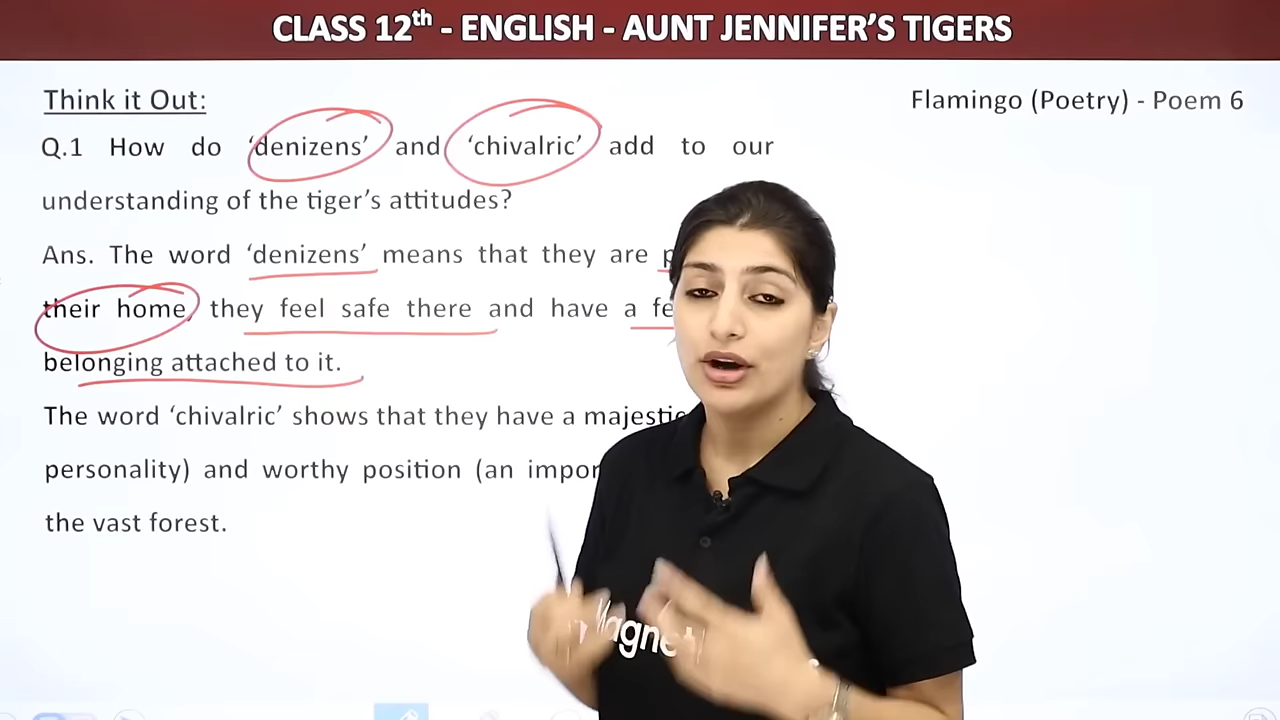 CLASS 12th - ENGLISH - AUNT JENNIFER'S TIGERS
Think it Out:
Flamingo (Poetry) - Poem 6
Q.1 How do 'denizens' and 'chivalric' add to our
understanding of the tiger's attitudes?
Ans. The word 'denizens' means that they are
their home, they feel safe there and have a
belonging attached to it.
The word 'chivalric' shows that they have a majestic
personality) and worthy position (an
the vast forest.